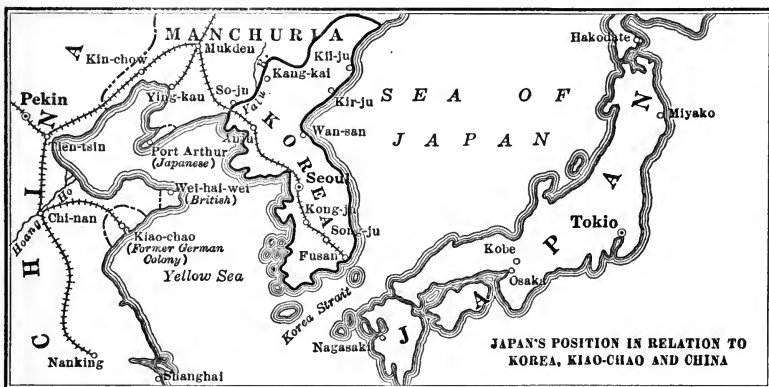 MANCHURIA
Mukden
Kin-chow
Ying-kau
So-ju
Yalu R.
Kang-kai
Kil-ju
Kir-ju
Wan-san
Anju
KOREA
Seoul
Kong-ju
Song-ju
Fusan
Korea Strait
SEA OF
JAPAN
Hakodate
Miyako
Tokio
Kobe
Osaka
Nagasaki
JAPAN
CHINA
Pekin
Tien-tsin
Port Arthur
(Japanese)
Wei-hai-wei
(British)
Hoang Ho
Chi-nan
Kiao-chao
(Former German
Colony)
Yellow Sea
Nanking
Shanghai
JAPAN'S POSITION IN RELATION TO
KOREA, KIAO-CHAO AND CHINA